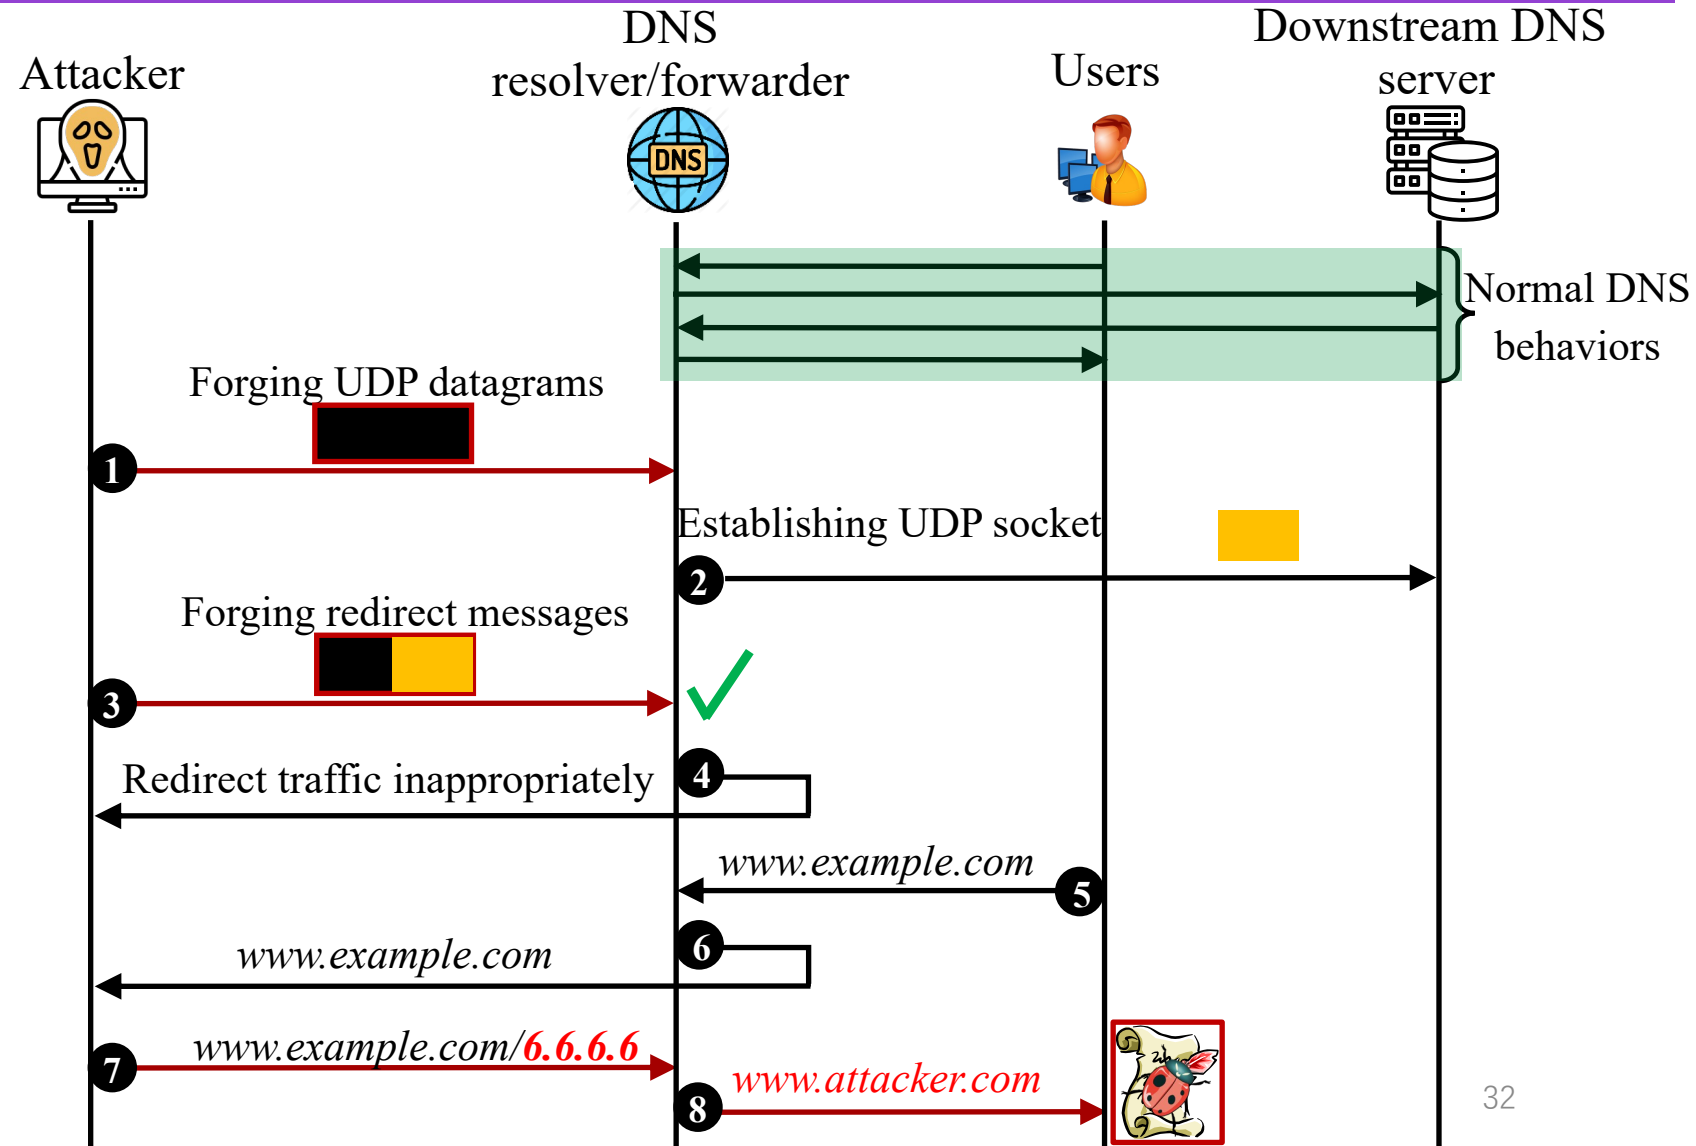 Attacker
DNS
resolver/forwarder
Users
Downstream DNS
server
DNS
Normal DNS
behaviors
Forging UDP datagrams
1
Establishing UDP socket
2
Forging redirect messages
3
4
Redirect traffic inappropriately
www.example.com
5
6
www.example.com
www.example.com/6.6.6.6
7
www.attacker.com
8
32